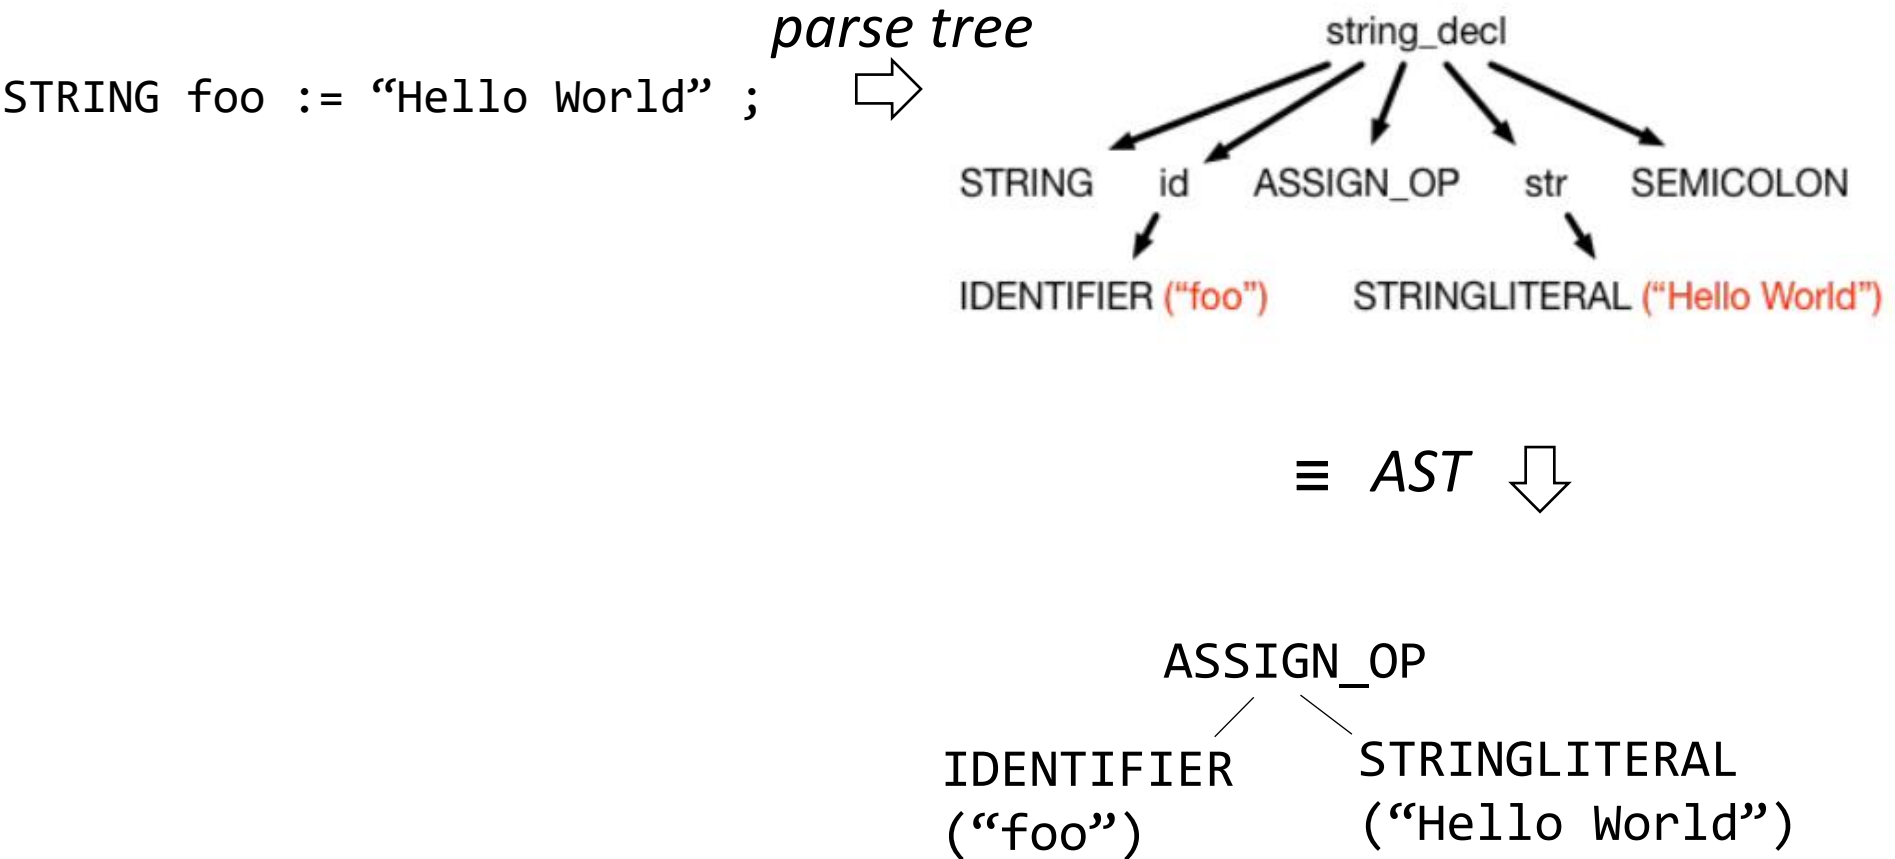 parse tree
STRING foo := “Hello World” ;
string_decl
STRING id ASSIGN_OP str SEMICOLON
IDENTIFIER (“foo”) STRINGLITERAL (“Hello World”)
≡ AST
ASSIGN_OP
IDENTIFIER
(“foo”)
STRINGLITERAL
(“Hello World”)